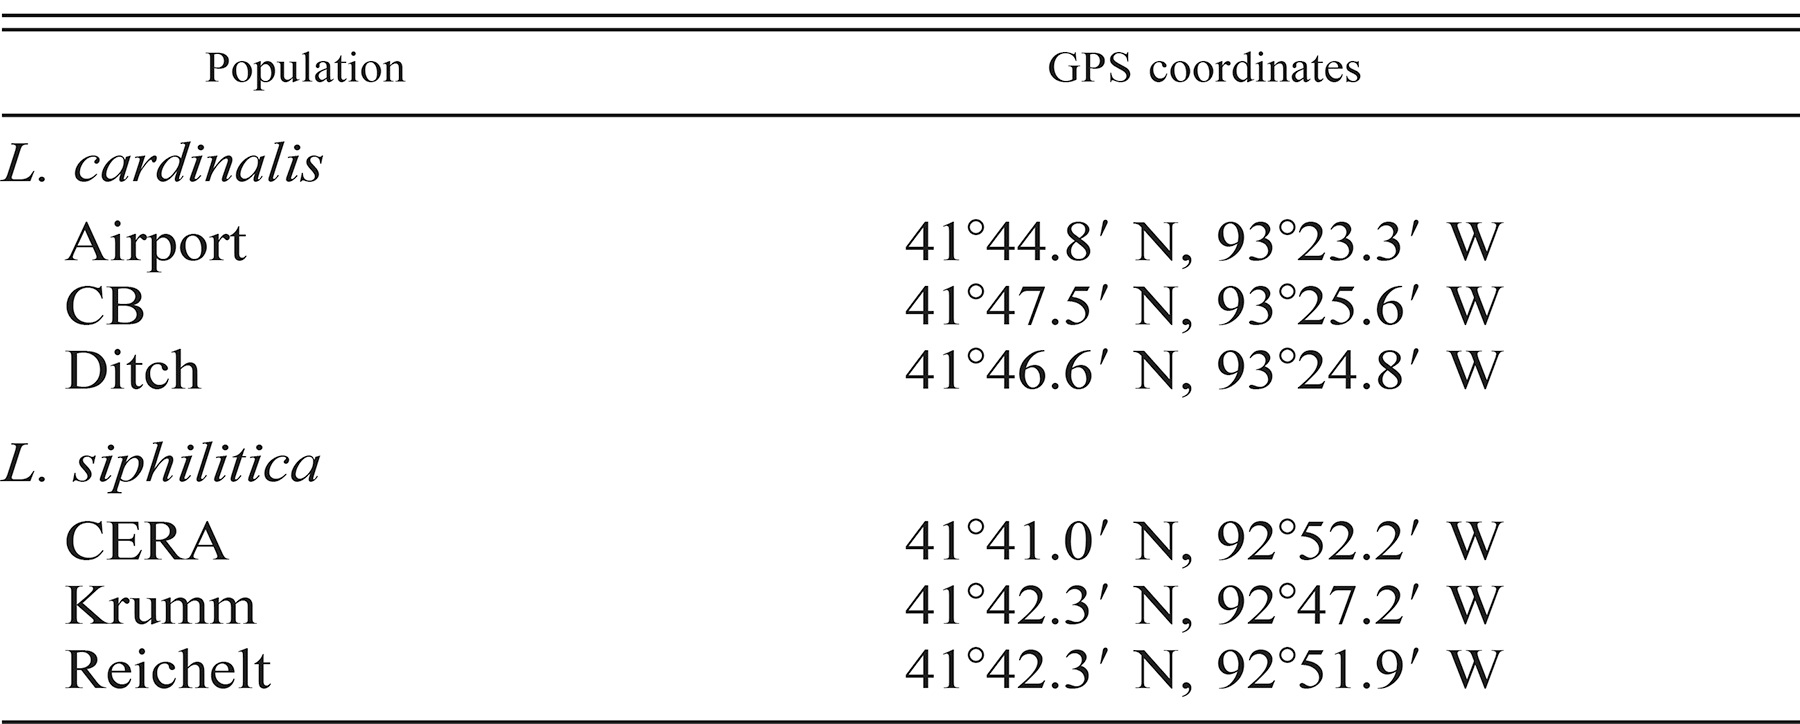 Population GPS coordinates
L. cardinalis
Airport 41°44.8′ N, 93°23.3′ W
CB 41°47.5′ N, 93°25.6′ W
Ditch 41°46.6′ N, 93°24.8′ W
L. siphilitica
CERA 41°41.0′ N, 92°52.2′ W
Krumm 41°42.3′ N, 92°47.2′ W
Reichelt 41°42.3′ N, 92°51.9′ W